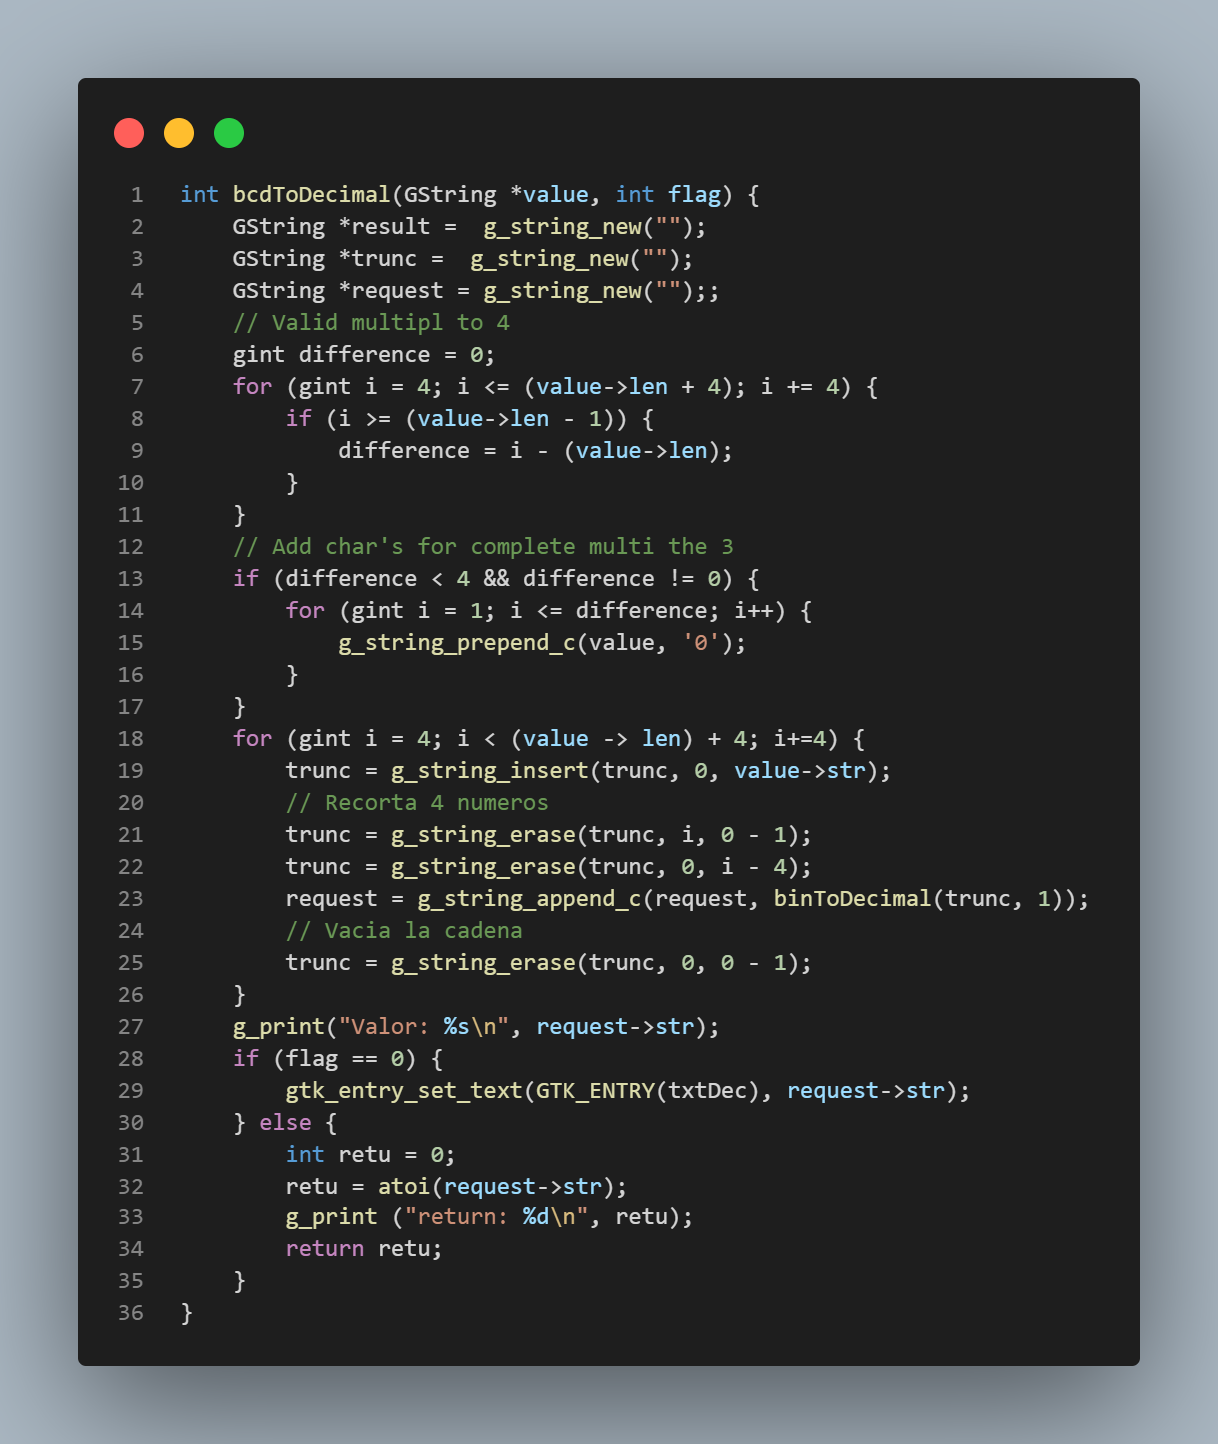 1 int bcdToDecimal(GString *value, int flag) {
2     GString *result =  g_string_new("");
3     GString *trunc =  g_string_new("");
4     GString *request = g_string_new("");;
5     // Valid multipl to 4
6     gint difference = 0;
7     for (gint i = 4; i <= (value->len + 4); i += 4) {
8         if (i >= (value->len - 1)) {
9             difference = i - (value->len);
10         }
11     }
12     // Add char's for complete multi the 3
13     if (difference < 4 && difference != 0) {
14         for (gint i = 1; i <= difference; i++) {
15             g_string_prepend_c(value, '0');
16         }
17     }
18     for (gint i = 4; i < (value -> len) + 4; i+=4) {
19         trunc = g_string_insert(trunc, 0, value->str);
20         // Recorta 4 numeros
21         trunc = g_string_erase(trunc, i, 0 - 1);
22         trunc = g_string_erase(trunc, 0, i - 4);
23         request = g_string_append_c(request, binToDecimal(trunc, 1));
24         // Vacia la cadena
25         trunc = g_string_erase(trunc, 0, 0 - 1);
26     }
27     g_print("Valor: %s\n", request->str);
28     if (flag == 0) {
29         gtk_entry_set_text(GTK_ENTRY(txtDec), request->str);
30     } else {
31         int retu = 0;
32         retu = atoi(request->str);
33         g_print ("return: %d\n", retu);
34         return retu;
35     }
36 }